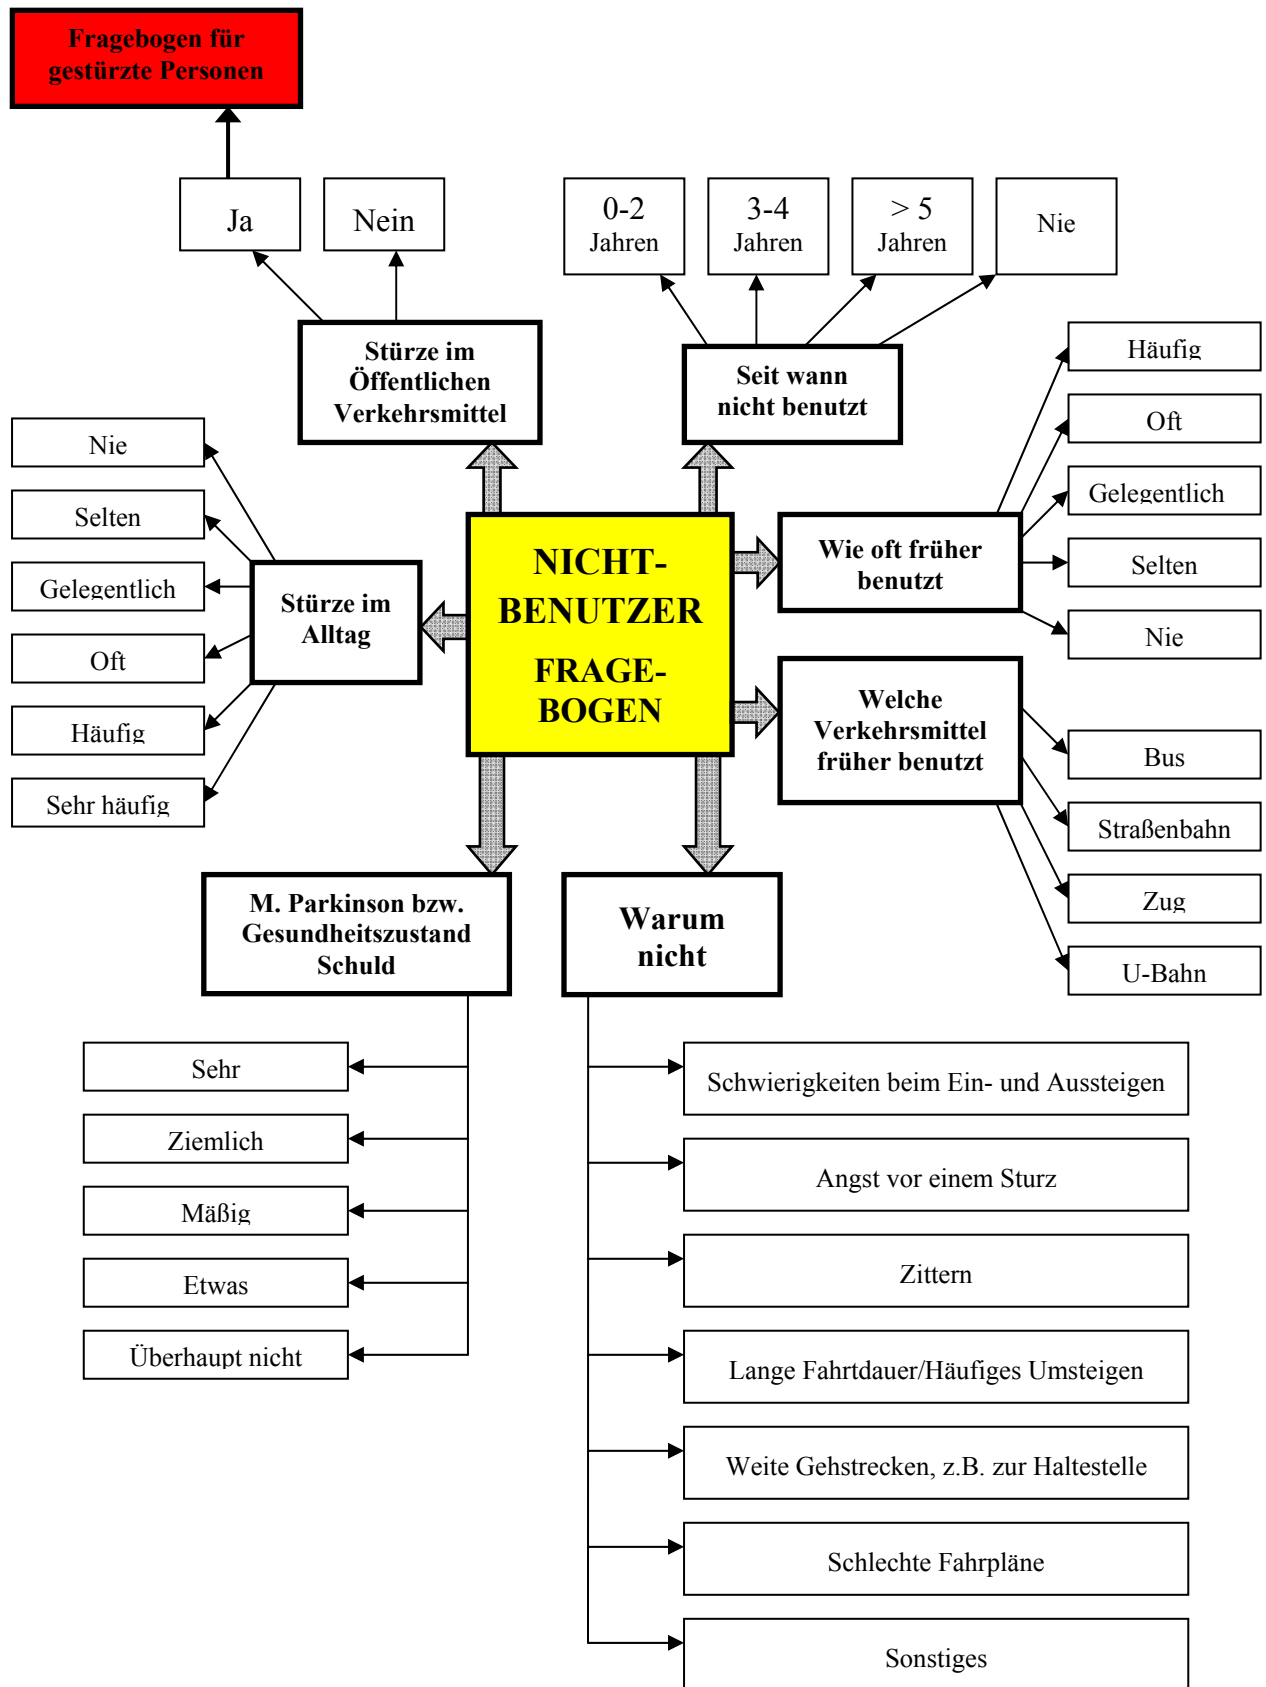 Fragebogen für
gestürzte Personen
Ja
Nein
0-2
Jahren
3-4
Jahren
> 5
Jahren
Nie
Stürze im
Öffentlichen
Verkehrsmittel
Seit wann
nicht benutzt
Häufig
Oft
Gelegentlich
Selten
Nie
Nie
Selten
Gelegentlich
Oft
Häufig
Sehr häufig
Stürze im
Alltag
NICHT-
BENUTZER
FRAGE-
BOGEN
Wie oft früher
benutzt
Welche
Verkehrsmittel
früher benutzt
Bus
Straßenbahn
Zug
U-Bahn
M. Parkinson bzw.
Gesundheitszustand
Schuld
Warum
nicht
Sehr
Ziemlich
Mäßig
Etwas
Überhaupt nicht
Schwierigkeiten beim Ein- und Aussteigen
Angst vor einem Sturz
Zittern
Lange Fahrtdauer/Häufiges Umsteigen
Weite Gehstrecken, z.B. zur Haltestelle
Schlechte Fahrpläne
Sonstiges